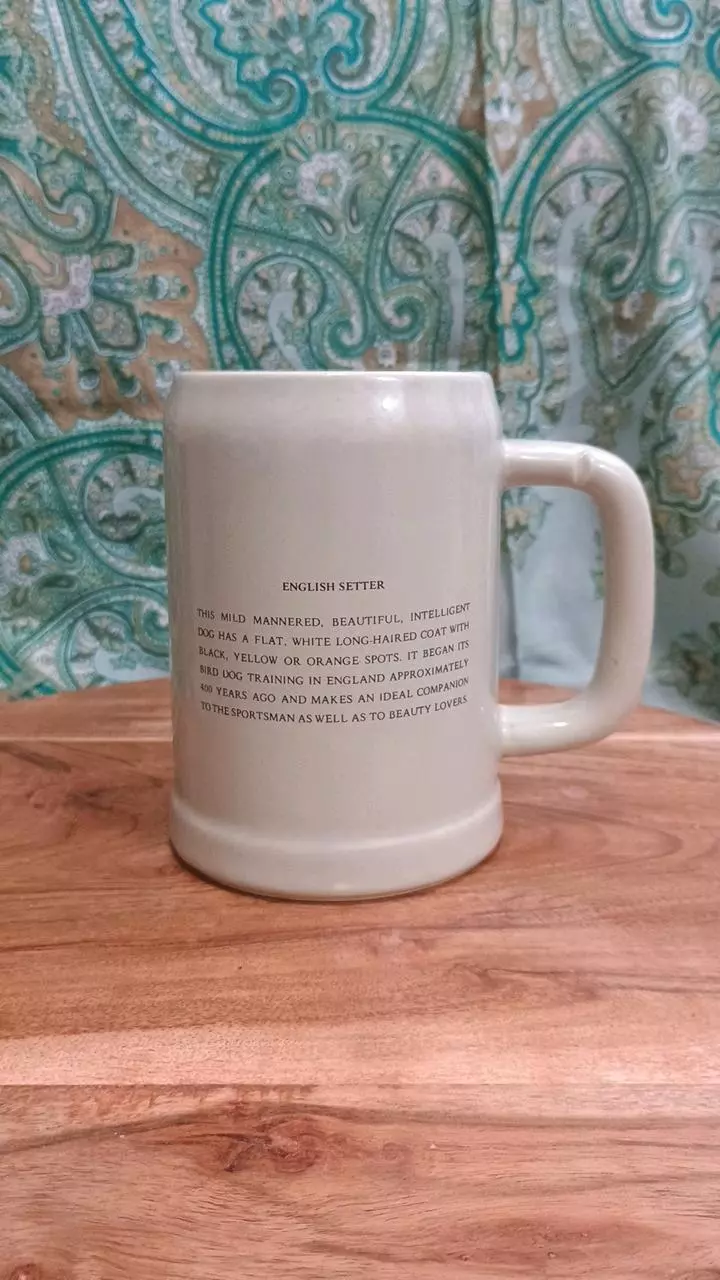 ENGLISH SETTER
THIS MILD MANNERED, BEAUTIFUL, INTELLIGENT
DOG HAS A FLAT, WHITE LONG-HAIRED COAT WITH
BLACK, YELLOW OR ORANGE SPOTS. IT BEGAN ITS
BIRD DOG TRAINING IN ENGLAND APPROXIMATELY
400 YEARS AGO AND MAKES AN IDEAL COMPANION
TO THE SPORTSMAN AS WELL AS TO BEAUTY LOVERS.